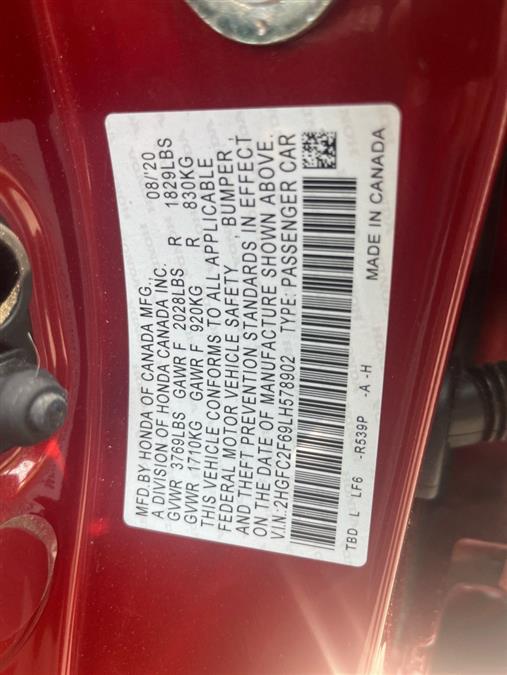 MFD.BY HONDA OF CANADA MFG., 08/'20
A DIVISION OF HONDA CANADA INC.
GVWR 3769LBS GAWR F 2028LBS R 1829LBS
GVWR 1710KG GAWR F 920KG R 830KG
THIS VEHICLE CONFORMS TO ALL APPLICABLE
FEDERAL MOTOR VEHICLE SAFETY BUMPER,
AND THEFT PREVENTION STANDARDS, IN EFFECT
ON THE DATE OF MANUFACTURE SHOWN ABOVE.
V.I.N.:2HGFC2F69LH578902 TYPE: PASSENGER CAR
TBD L LF6 -R539P -A -H MADE IN CANADA